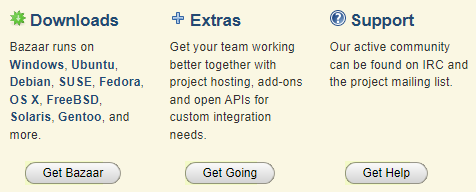 Downloads
Bazaar runs on
Windows, Ubuntu,
Debian, SUSE, Fedora,
OS X, FreeBSD,
Solaris, Gentoo, and
more.
Get Bazaar
Extras
Get your team working
better together with
project hosting, add-ons
and open APIs for
custom integration
needs.
Get Going
Support
Our active community
can be found on IRC and
the project mailing list.
Get Help